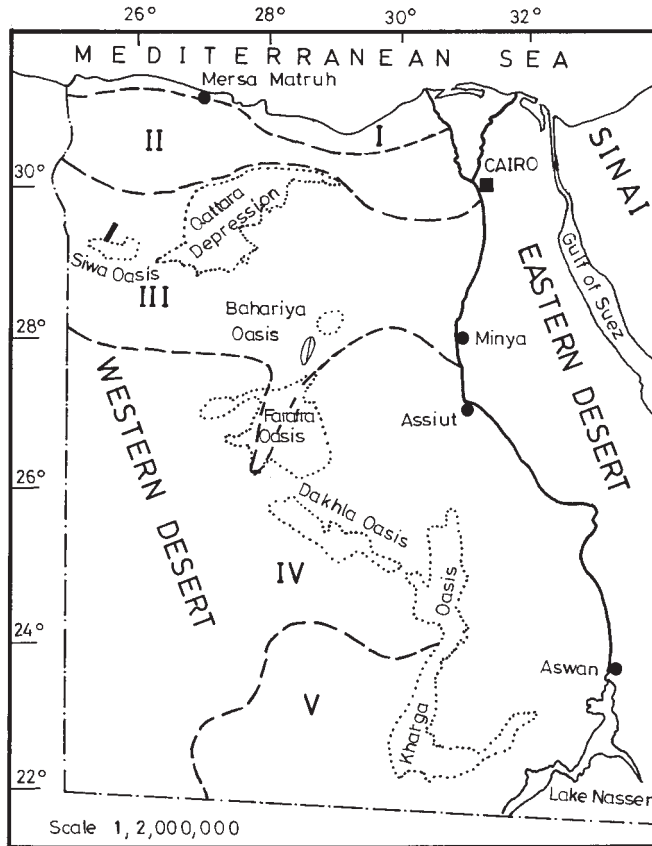 26° 28° 30° 32°
MEDITERRANEAN SEA
Mersa Matruh
I
II
30°
CAIRO
SINAI
Qattara
Depression
Siwa Oasis
III
Gulf of Suez
EASTERN DESERT
Bahariya
Oasis
28°
Minya
WESTERN DESERT
Farafra
Oasis
Assiut
26°
Dakhla Oasis
IV
Oasis
24°
Aswan
V
Kharga
22°
Lake Nasser
Scale 1,2,000,000